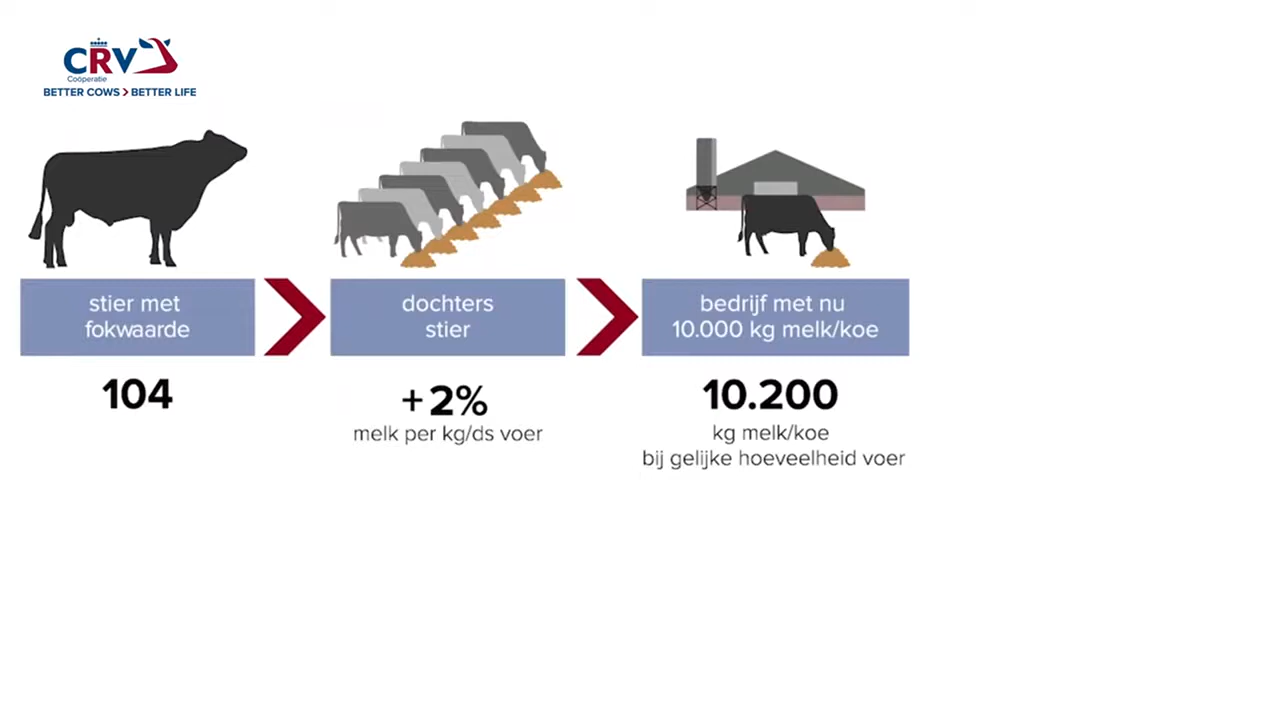 CRV
Coöperatie
BETTER COWS > BETTER LIFE
stier met
fokwaarde
104
dochters
stier
+2%
melk per kg/ds voer
bedrijf met nu
10.000 kg melk/koe
10.200
kg melk/koe
bij gelijke hoeveelheid voer